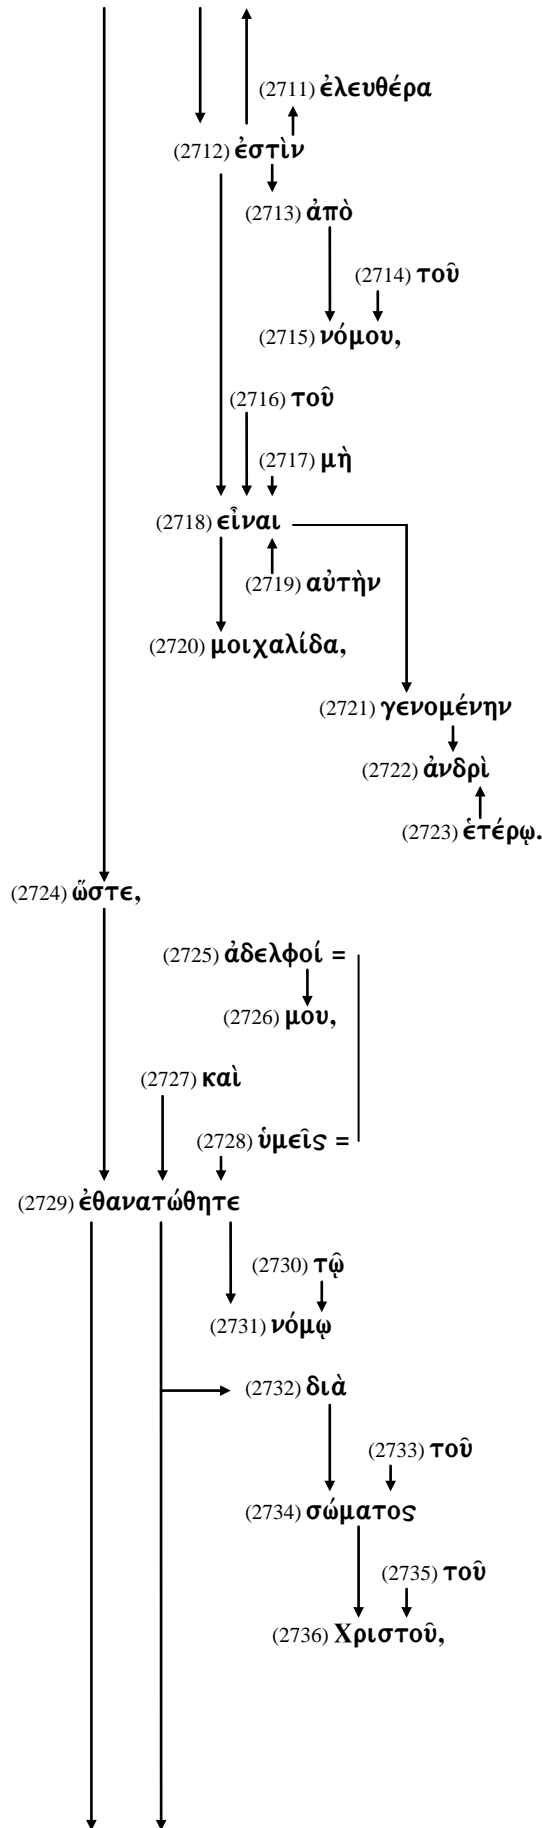 (2711) ἐλευθέρα
(2712) ἐστὶν
(2713) ἀπὸ
(2714) τοῦ
(2715) νόμου,
(2716) τοῦ
(2717) μὴ
(2718) εἶναι
(2719) αὐτὴν
(2720) μοιχαλίδα,
(2721) γενομένην
(2722) ἀνδρὶ
(2723) ἑτέρῳ.
(2724) ὥστε,
(2725) ἀδελφοί =
(2726) μου,
(2727) καὶ
(2728) ὑμεῖς =
(2729) ἐθανατώθητε
(2730) τῷ
(2731) νόμῳ
(2732) διὰ
(2733) τοῦ
(2734) σώματος
(2735) τοῦ
(2736) Χριστοῦ,